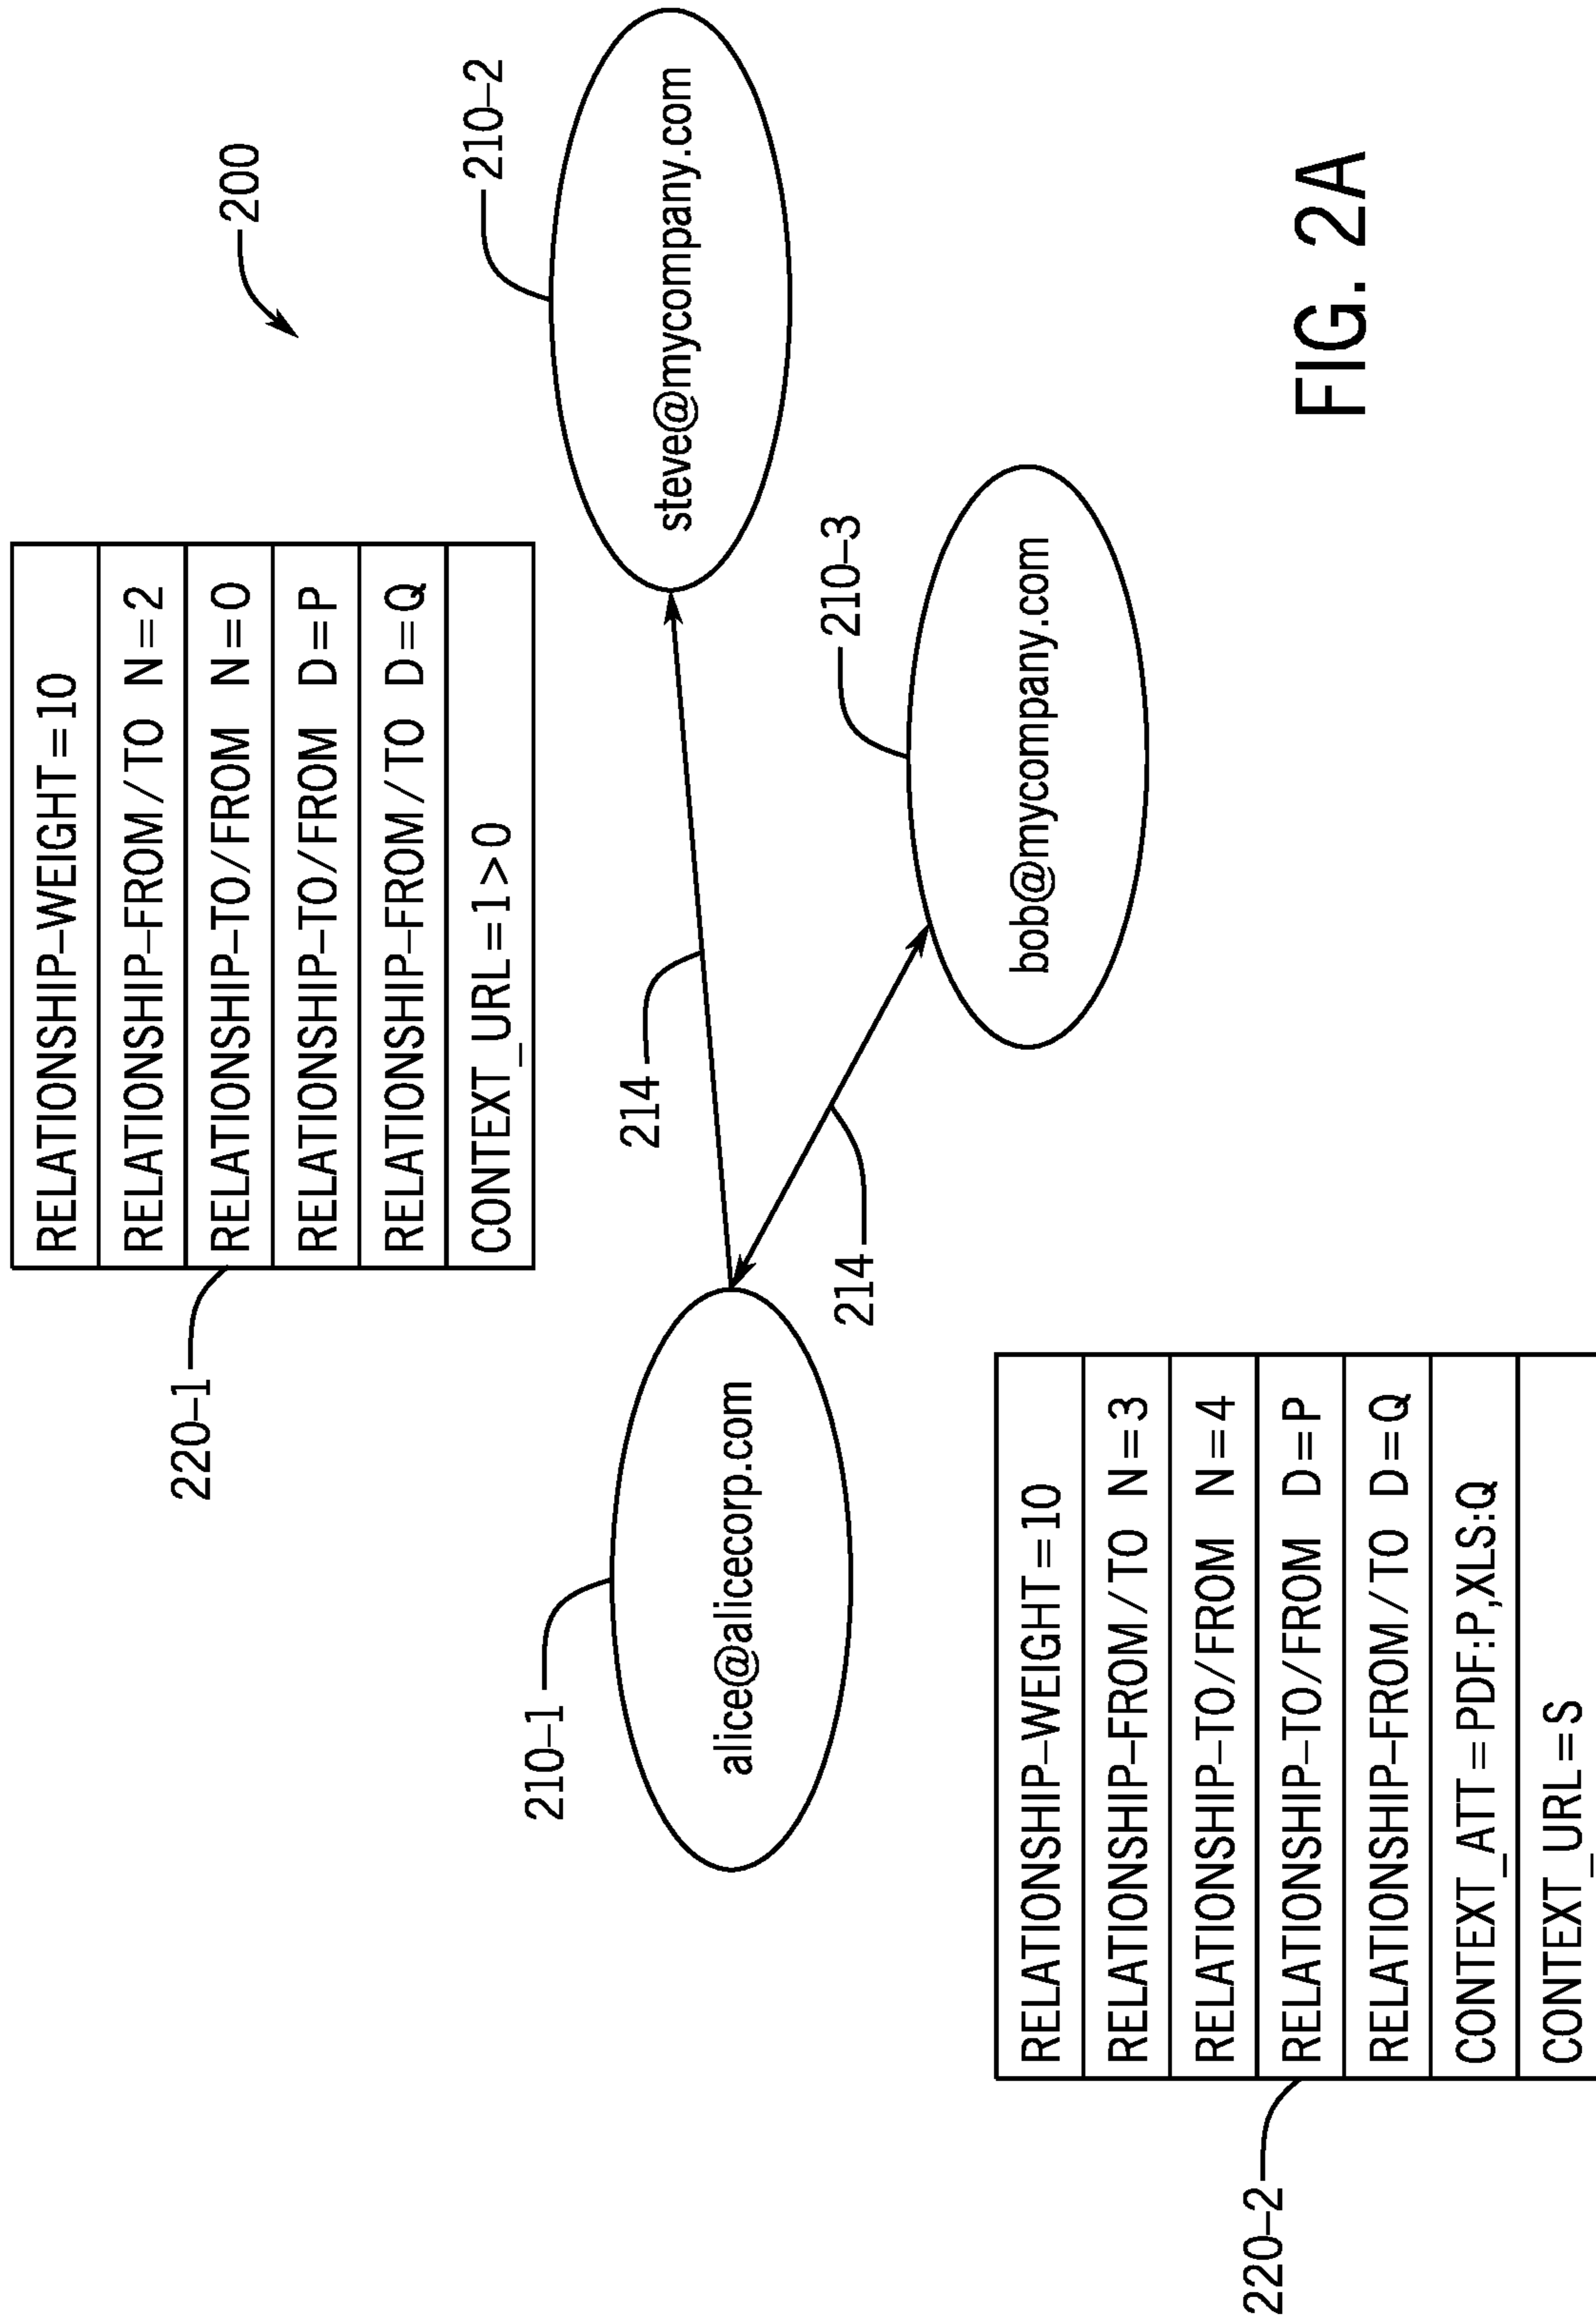 200
220–1
RELATIONSHIP–WEIGHT=10
RELATIONSHIP–FROM/TO N=2
RELATIONSHIP–TO/FROM N=0
RELATIONSHIP–TO/FROM D=P
RELATIONSHIP–FROM/TO D=Q
CONTEXT_URL=1>0
210–2
steve@mycompany.com
214
210–1
alice@alicecorp.com
214
210–3
bob@mycompany.com
220–2
RELATIONSHIP–WEIGHT=10
RELATIONSHIP–FROM/TO N=3
RELATIONSHIP–TO/FROM N=4
RELATIONSHIP–TO/FROM D=P
RELATIONSHIP–FROM/TO D=Q
CONTEXT_ATT=PDF:P,XLS:Q
CONTEXT_URL=S
FIG. 2A